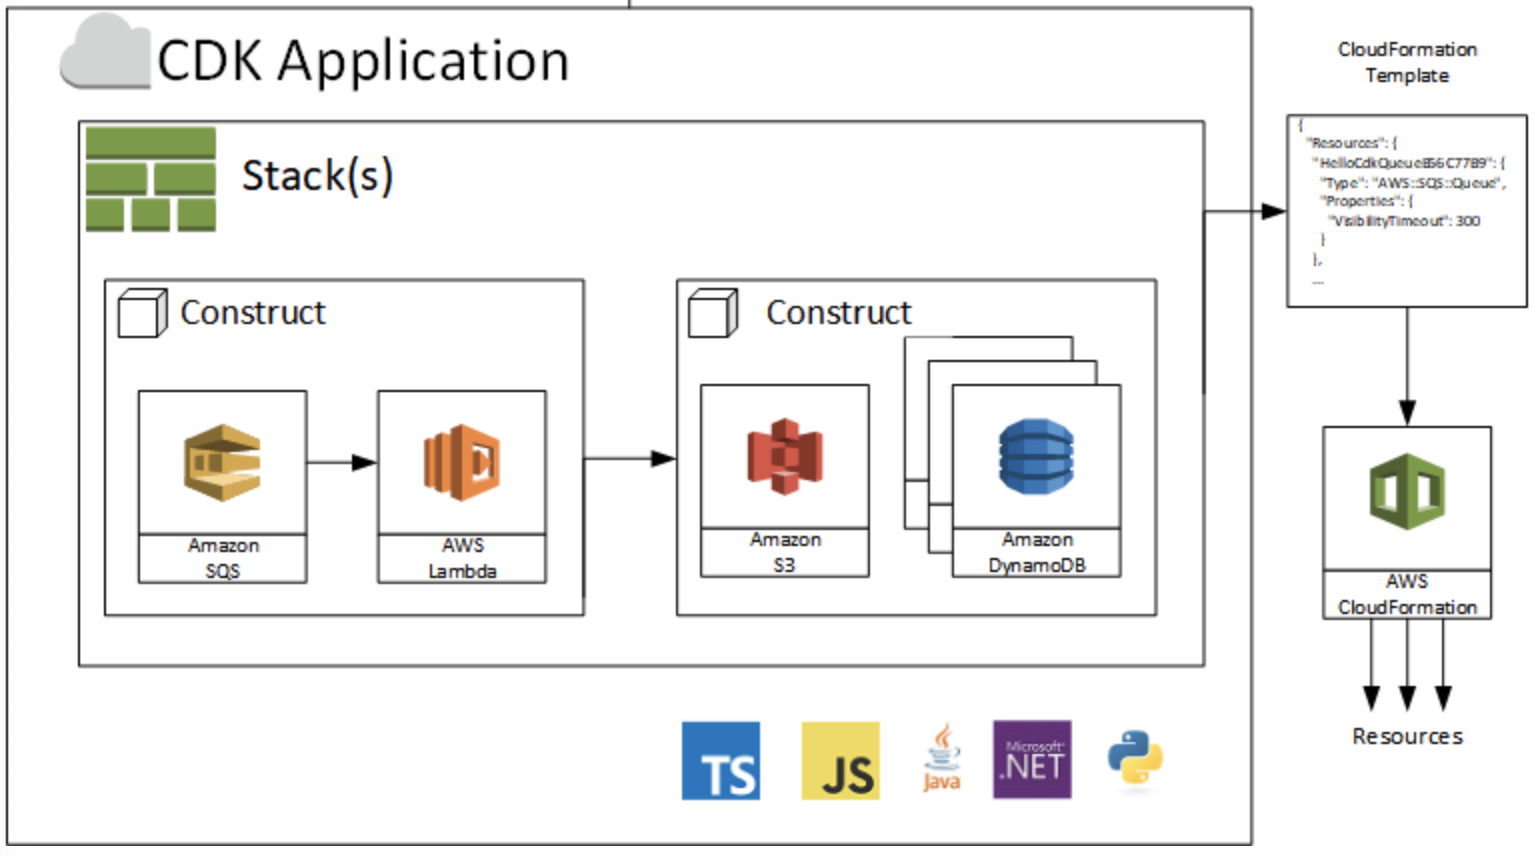 CDK Application
Stack(s)
Construct
Amazon
SQS
AWS
Lambda
Construct
Amazon
S3
Amazon
DynamoDB
TS
JS
Java
Microsoft
.NET
CloudFormation
Template
{
"Resources": {
"HelloCdkQueueB56C77B9": {
"Type": "AWS::SQS::Queue",
"Properties": {
"VisibilityTimeout": 300
}
},
...
AWS
CloudFormation
Resources